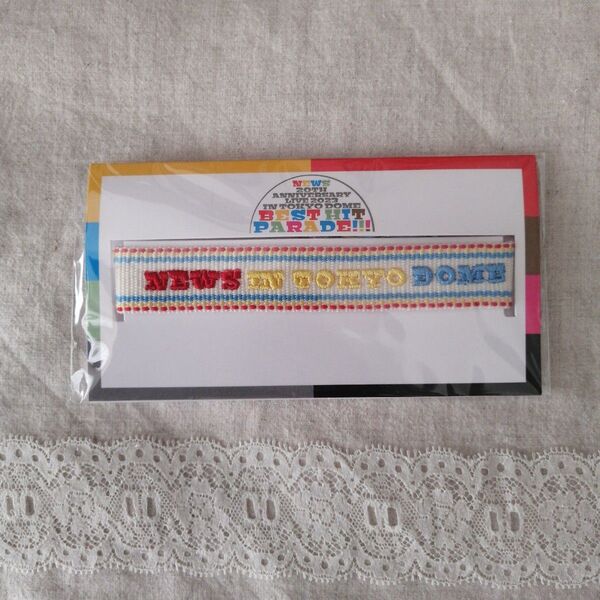 NEWS
20TH
ANNIVERSARY
LIVE 2023
IN TOKYO DOME
BEST HIT
PARADE!!!
NEWS IN TOKYO DOME